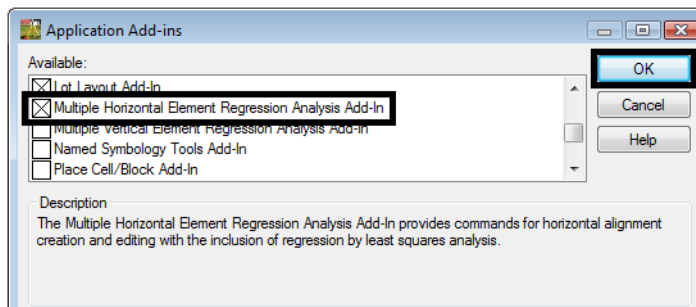 Application Add-ins
Available:
Lot Layout Add-In
Multiple Horizontal Element Regression Analysis Add-In
Multiple Vertical Element Regression Analysis Add-In
Named Symbology Tools Add-In
Place Cell/Block Add-In
OK
Cancel
Help
Description
The Multiple Horizontal Element Regression Analysis Add-In provides commands for horizontal alignment
creation and editing with the inclusion of regression by least squares analysis.